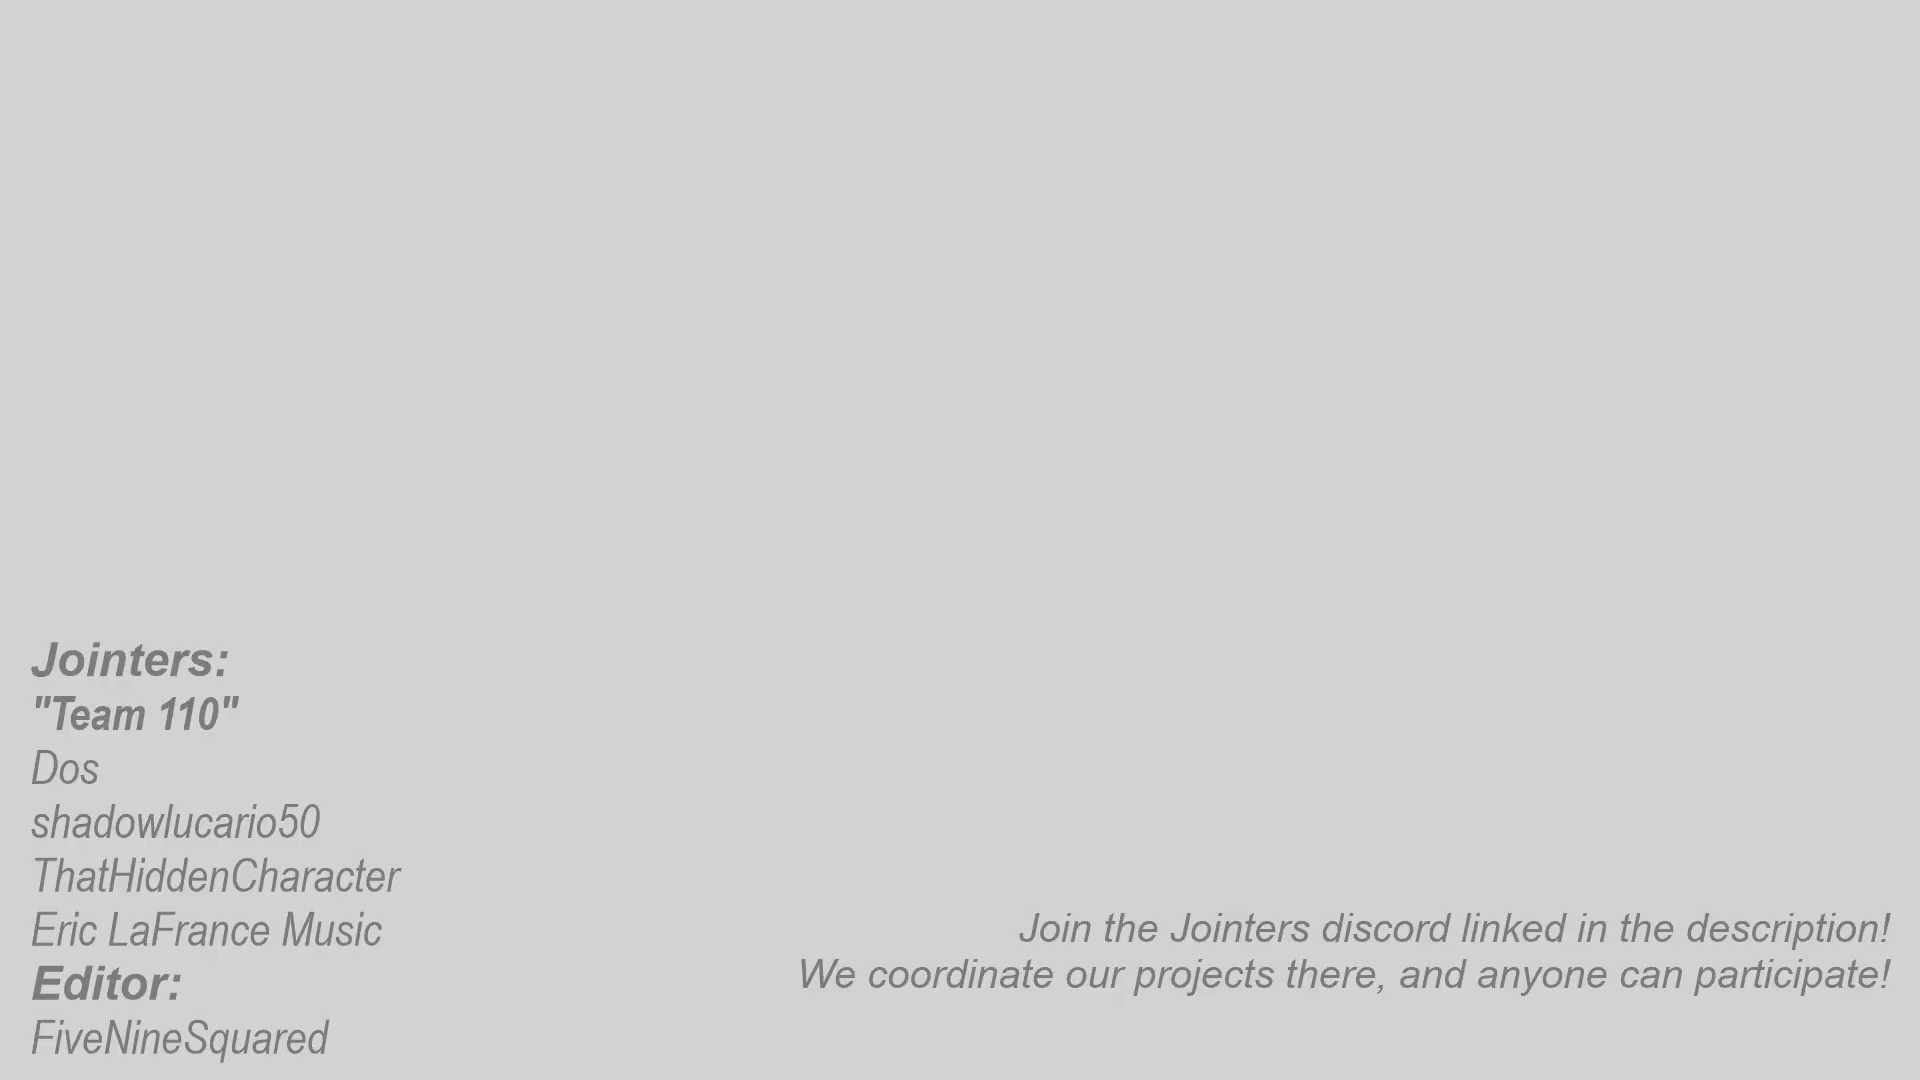 Jointers:
"Team 110"
Dos
shadowlucario50
ThatHiddenCharacter
Eric LaFrance Music
Editor:
FiveNineSquared
Join the Jointers discord linked in the description!
We coordinate our projects there, and anyone can participate!